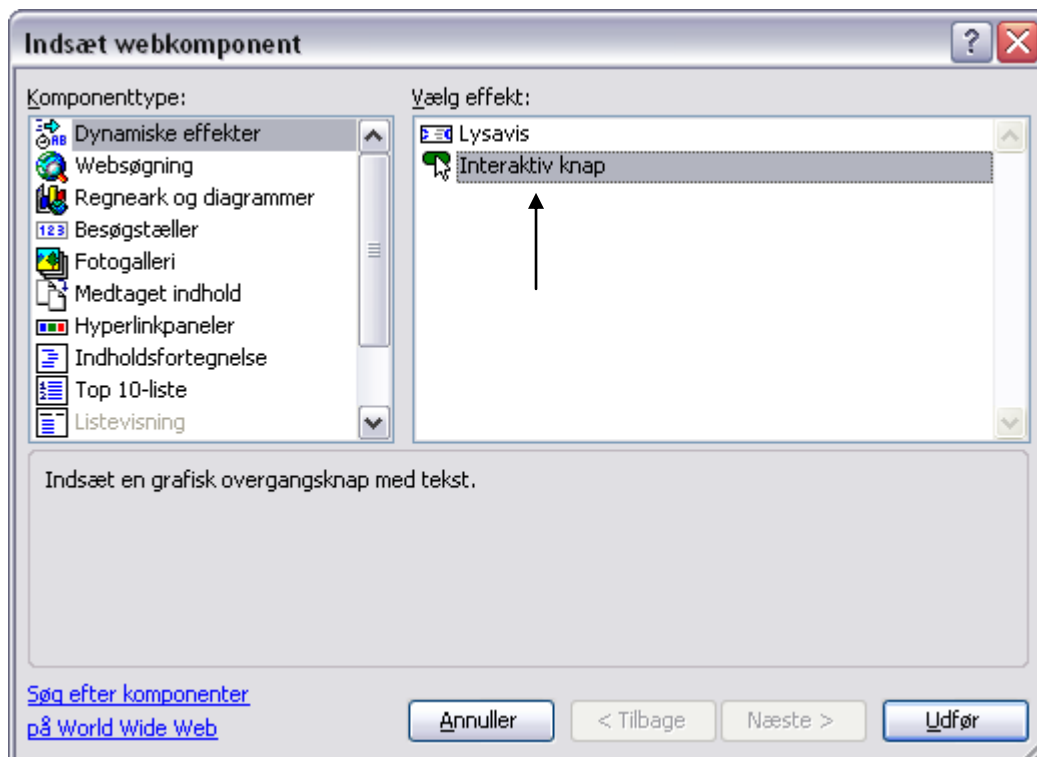 Indsæt webkomponent
Komponenttype:
Dynamiske effekter
Websøgning
Regneark og diagrammer
123 Besøgstæller
Fotogalleri
Medtaget indhold
Hyperlinkpaneler
Indholdsfortegnelse
Top 10-liste
Listevisning
Vælg effekt:
Lysavis
Interaktiv knap
Indsæt en grafisk overgangsknap med tekst.
Søg efter komponenter
på World Wide Web
Annuller
< Tilbage
Næste >
Udfør